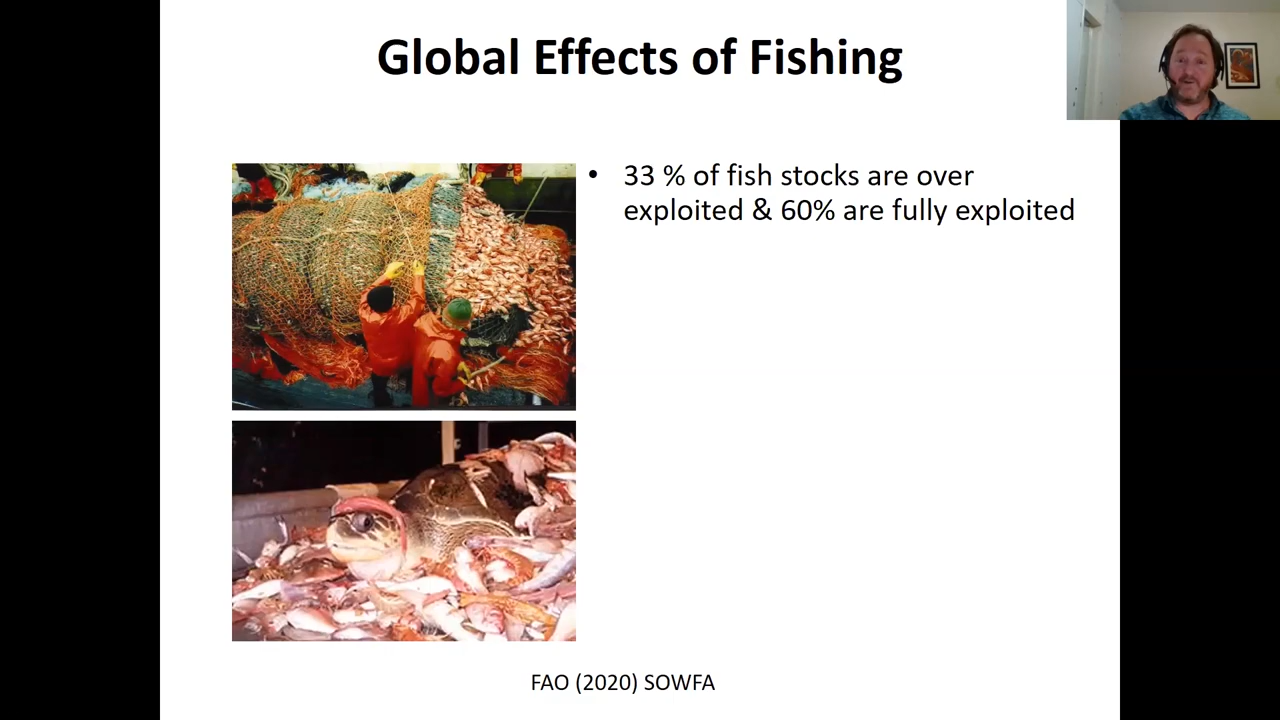 Global Effects of Fishing
• 33 % of fish stocks are over
exploited & 60% are fully exploited
FAO (2020) SOWFA